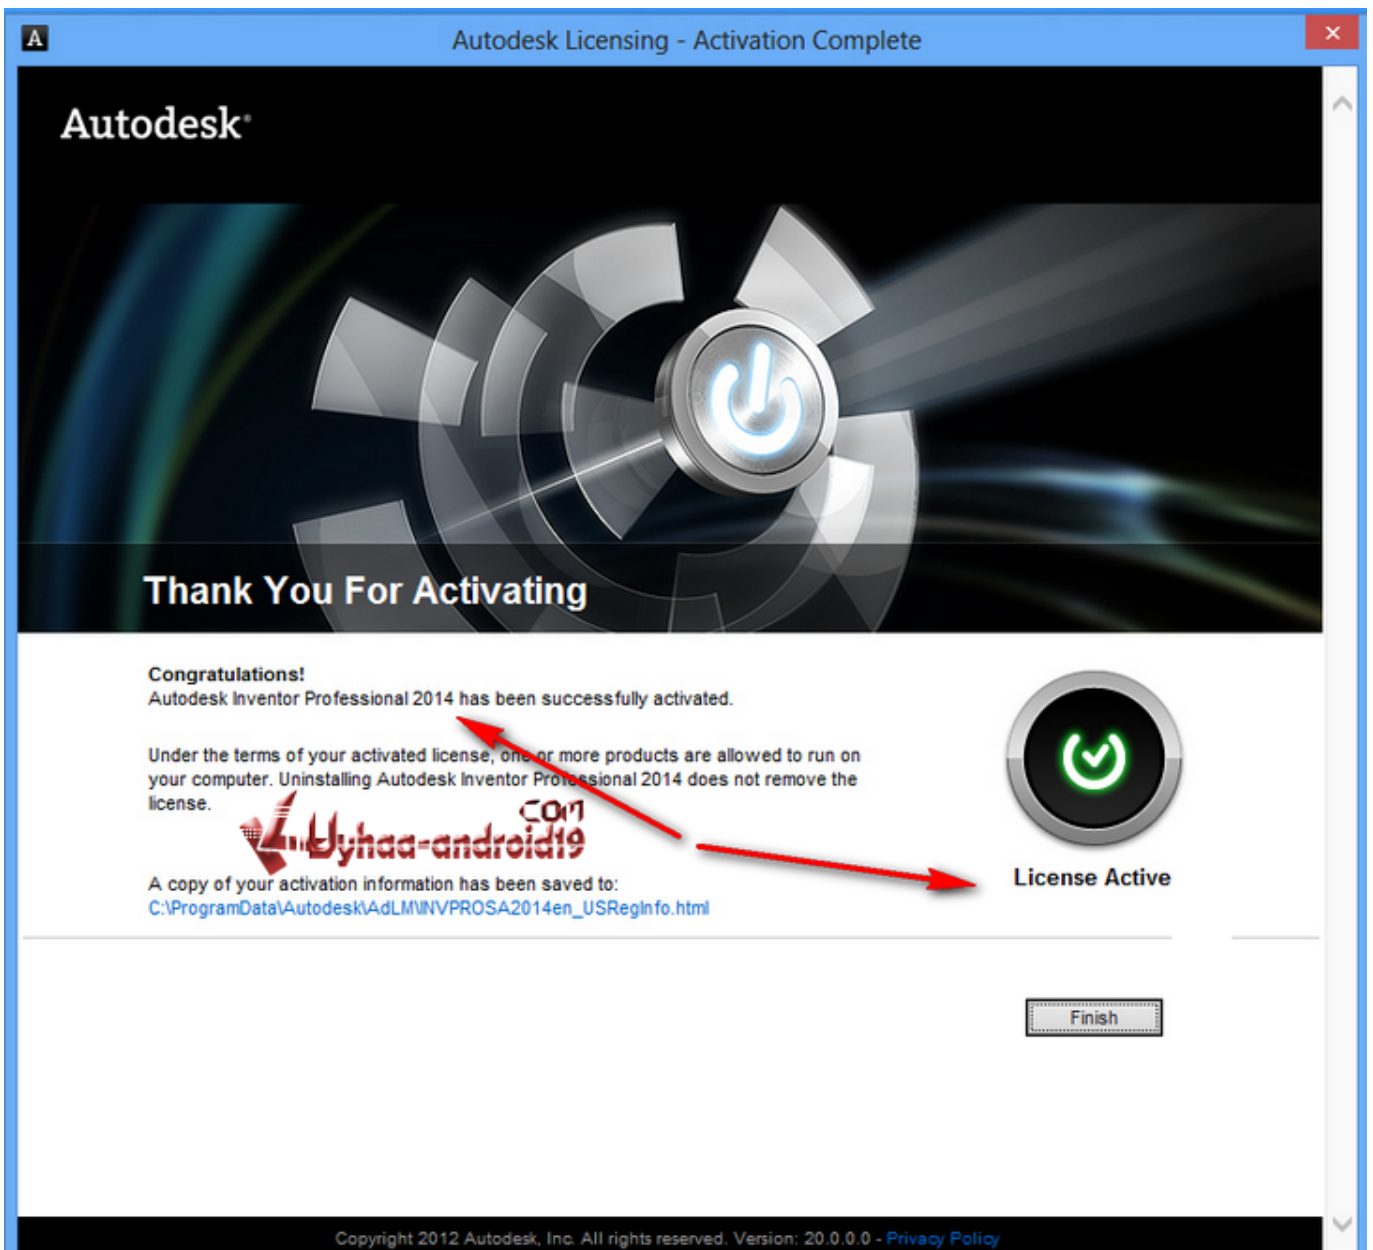 A
Autodesk Licensing - Activation Complete
Autodesk®
Thank You For Activating
Congratulations!
Autodesk Inventor Professional 2014 has been successfully activated.
Under the terms of your activated license, one or more products are allowed to run on
your computer. Uninstalling Autodesk Inventor Professional 2014 does not remove the
license.
.COM
Uyhaa-android19
A copy of your activation information has been saved to:
C:\ProgramData\Autodesk\AdLM\INVPROSA2014en_USRegInfo.html
License Active
Finish
Copyright 2012 Autodesk, Inc. All rights reserved. Version: 20.0.0.0 - Privacy Policy